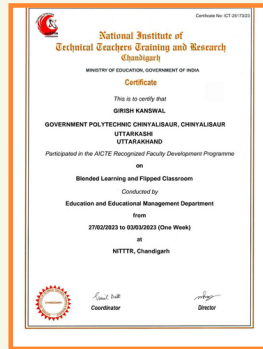 Certificate No: ICT-25173/23
National Institute of
Technical Teachers Training and Research
Chandigarh
MINISTRY OF EDUCATION, GOVERNMENT OF INDIA
Certificate
This is to certify that
GIRISH KANSWAL
GOVERNMENT POLYTECHNIC CHINYALISAUR, CHINYALISAUR
UTTARKASHI
UTTARAKHAND
Participated in the AICTE Recognized Faculty Development Programme
on
Blended Learning and Flipped Classroom
Conducted by
Education and Educational Management Department
from
27/02/2023 to 03/03/2023 (One Week)
at
NITTTR, Chandigarh
Coordinator
Director